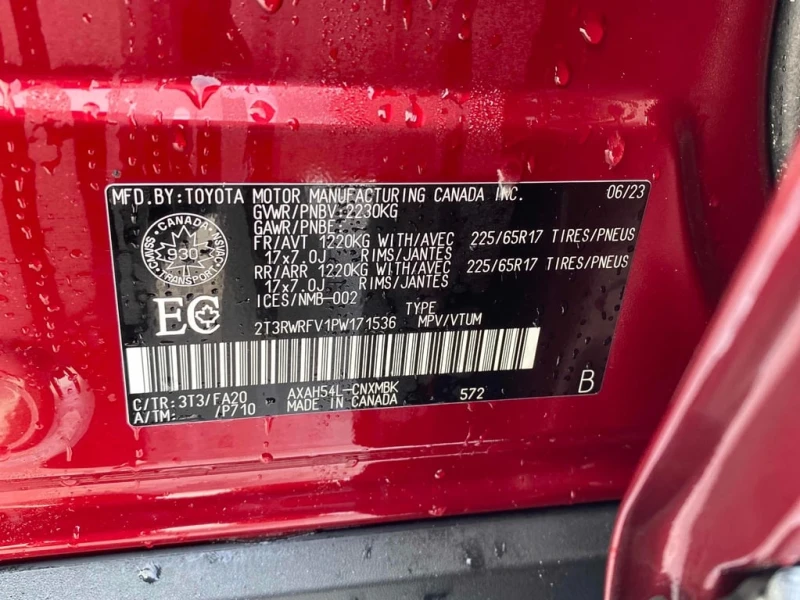 MFD.BY:TOYOTA MOTOR MANUFACTURING CANADA INC. 06/23
GVWR/PNBV:2230KG
GAWR/PNBE
FR/AVT 1220KG WITH/AVEC 225/65R17 TIRES/PNEUS
17x7.0J RIMS/JANTES
RR/ARR 1220KG WITH/AVEC 225/65R17 TIRES/PNEUS
17x7.0J RIMS/JANTES
ICES/NMB-002
CANADA
930
TRANSPORT
EC
TYPE
2T3RWRFV1PW171536 MPV/VTUM
C/TR:3T3/FA20 AXAH54L-CNXMBK 572 B
A/TM: /P710 MADE IN CANADA